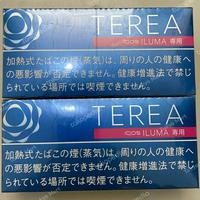 TEREA
IQOS ILUMA 専用
加熱式たばこの煙(蒸気)は、周りの人の健康へ
の悪影響が否定できません。健康増進法で禁じ
られている場所では喫煙できません。
TEREA
IQOS ILUMA 専用
加熱式たばこの煙(蒸気)は、周りの人の健康へ
の悪影響が否定できません。健康増進法で禁じ
られている場所では喫煙できません。